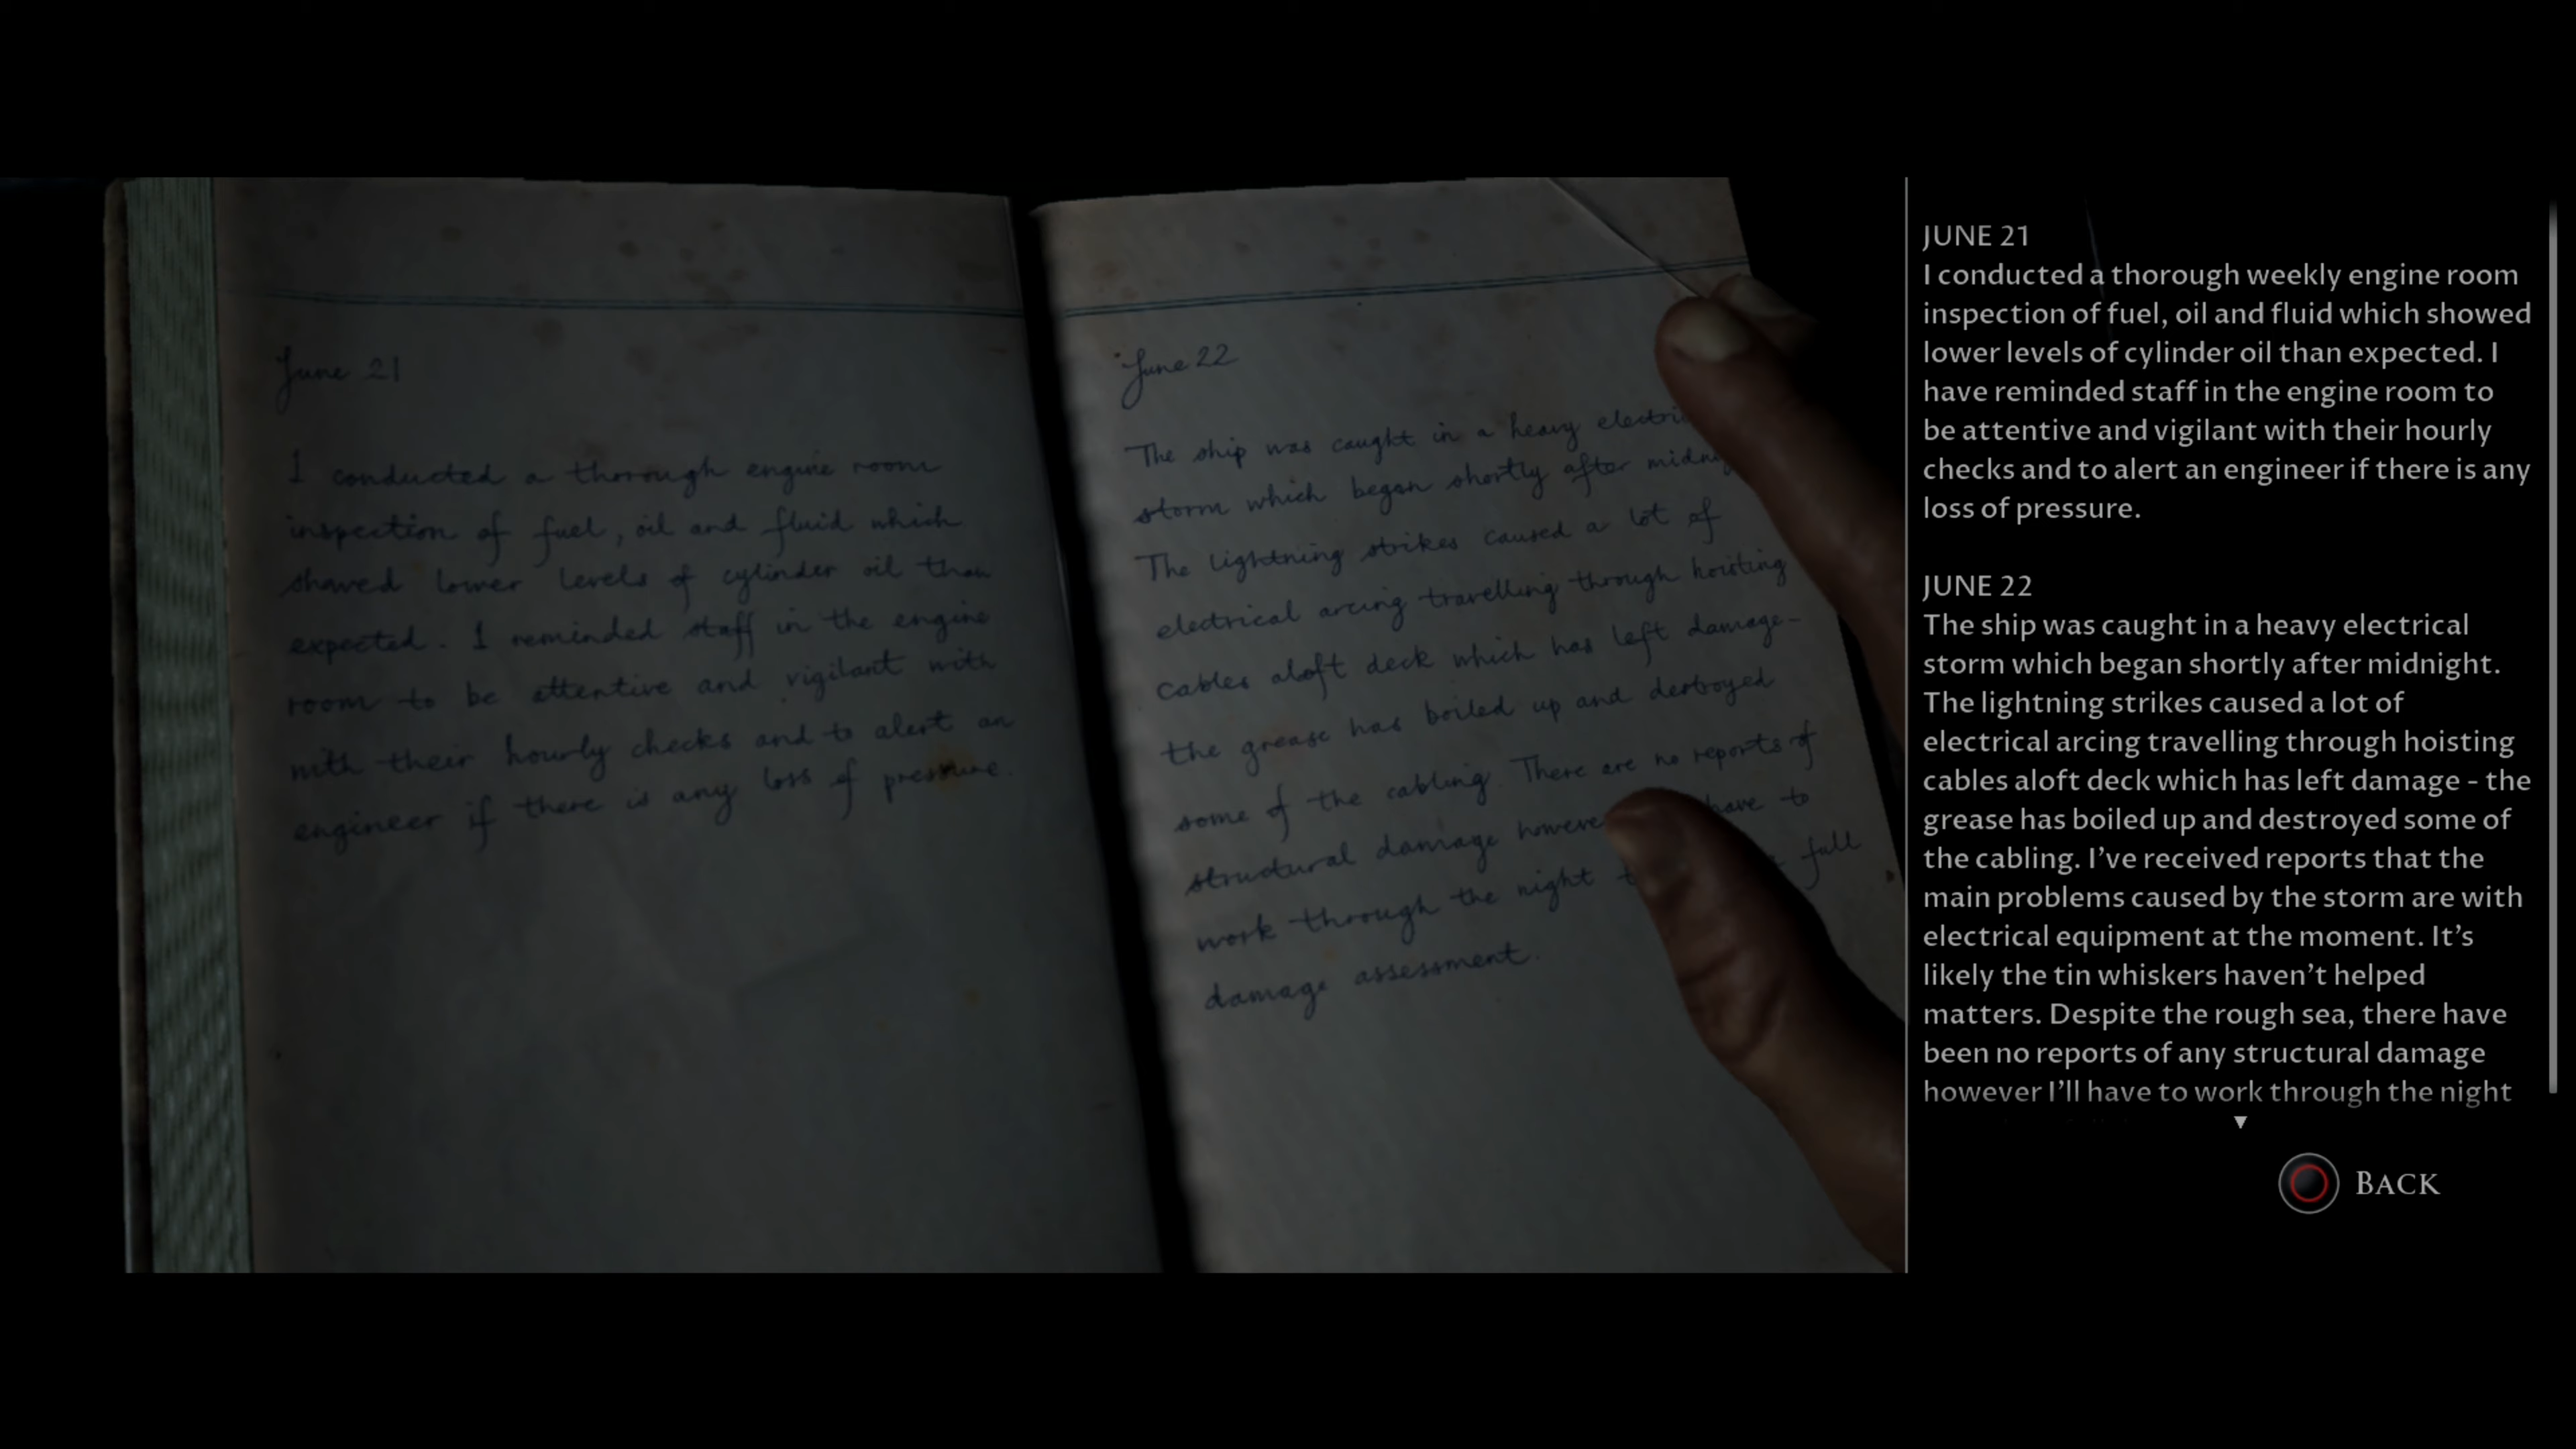 June 21
I conducted a thorough engine room
inspection of fuel, oil and fluid which
showed lower levels of cylinder oil than
expected. I reminded staff in the engine
room to be attentive and vigilant with
with their hourly checks and to alert an
engineer if there is any loss of pressure.
June 22
The ship was caught in a heavy electri
storm which began shortly after midni
The lightning strikes caused a lot of
electrical arcing travelling through hoisting
cables aloft deck which has left damage-
the grease has boiled up and destroyed
some of the cabling. There are no reports of
structural damage howeve have to
work through the night full
damage assessment.
JUNE 21
I conducted a thorough weekly engine room
inspection of fuel, oil and fluid which showed
lower levels of cylinder oil than expected. I
have reminded staff in the engine room to
be attentive and vigilant with their hourly
checks and to alert an engineer if there is any
loss of pressure.
JUNE 22
The ship was caught in a heavy electrical
storm which began shortly after midnight.
The lightning strikes caused a lot of
electrical arcing travelling through hoisting
cables aloft deck which has left damage - the
grease has boiled up and destroyed some of
the cabling. I've received reports that the
main problems caused by the storm are with
electrical equipment at the moment. It's
likely the tin whiskers haven't helped
matters. Despite the rough sea, there have
been no reports of any structural damage
however I'll have to work through the night
BACK